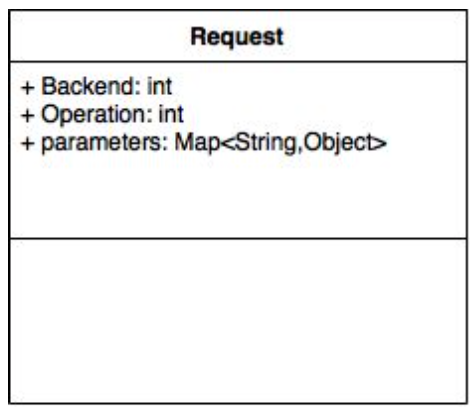 Request
+ Backend: int
+ Operation: int
+ parameters: Map<String,Object>